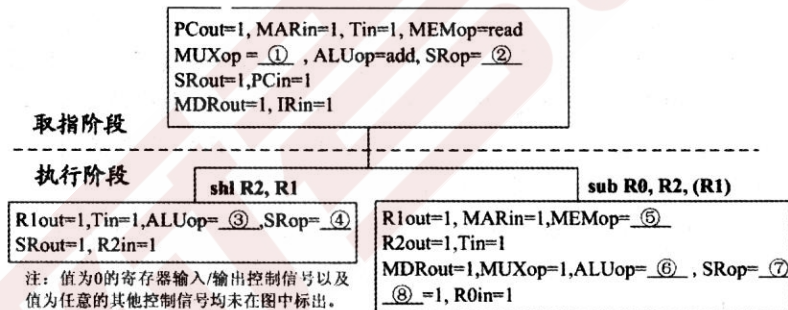 PCout=1, MARin=1, Tin=1, MEMop=read
MUXop = ① , ALUop=add, SRop= ②
SRout=1,PCin=1
MDRout=1, IRin=1
取指阶段
执行阶段
shl R2, R1
sub R0, R2, (R1)
R1out=1,Tin=1,ALUop= ③ ,SRop= ④
SRout=1, R2in=1
R1out=1, MARin=1,MEMop= ⑤
R2out=1,Tin=1
MDRout=1,MUXop=1,ALUop= ⑥ , SRop= ⑦
⑧ =1, R0in=1
注：值为0的寄存器输入/输出控制信号以及
值为任意的其他控制信号均未在图中标出。